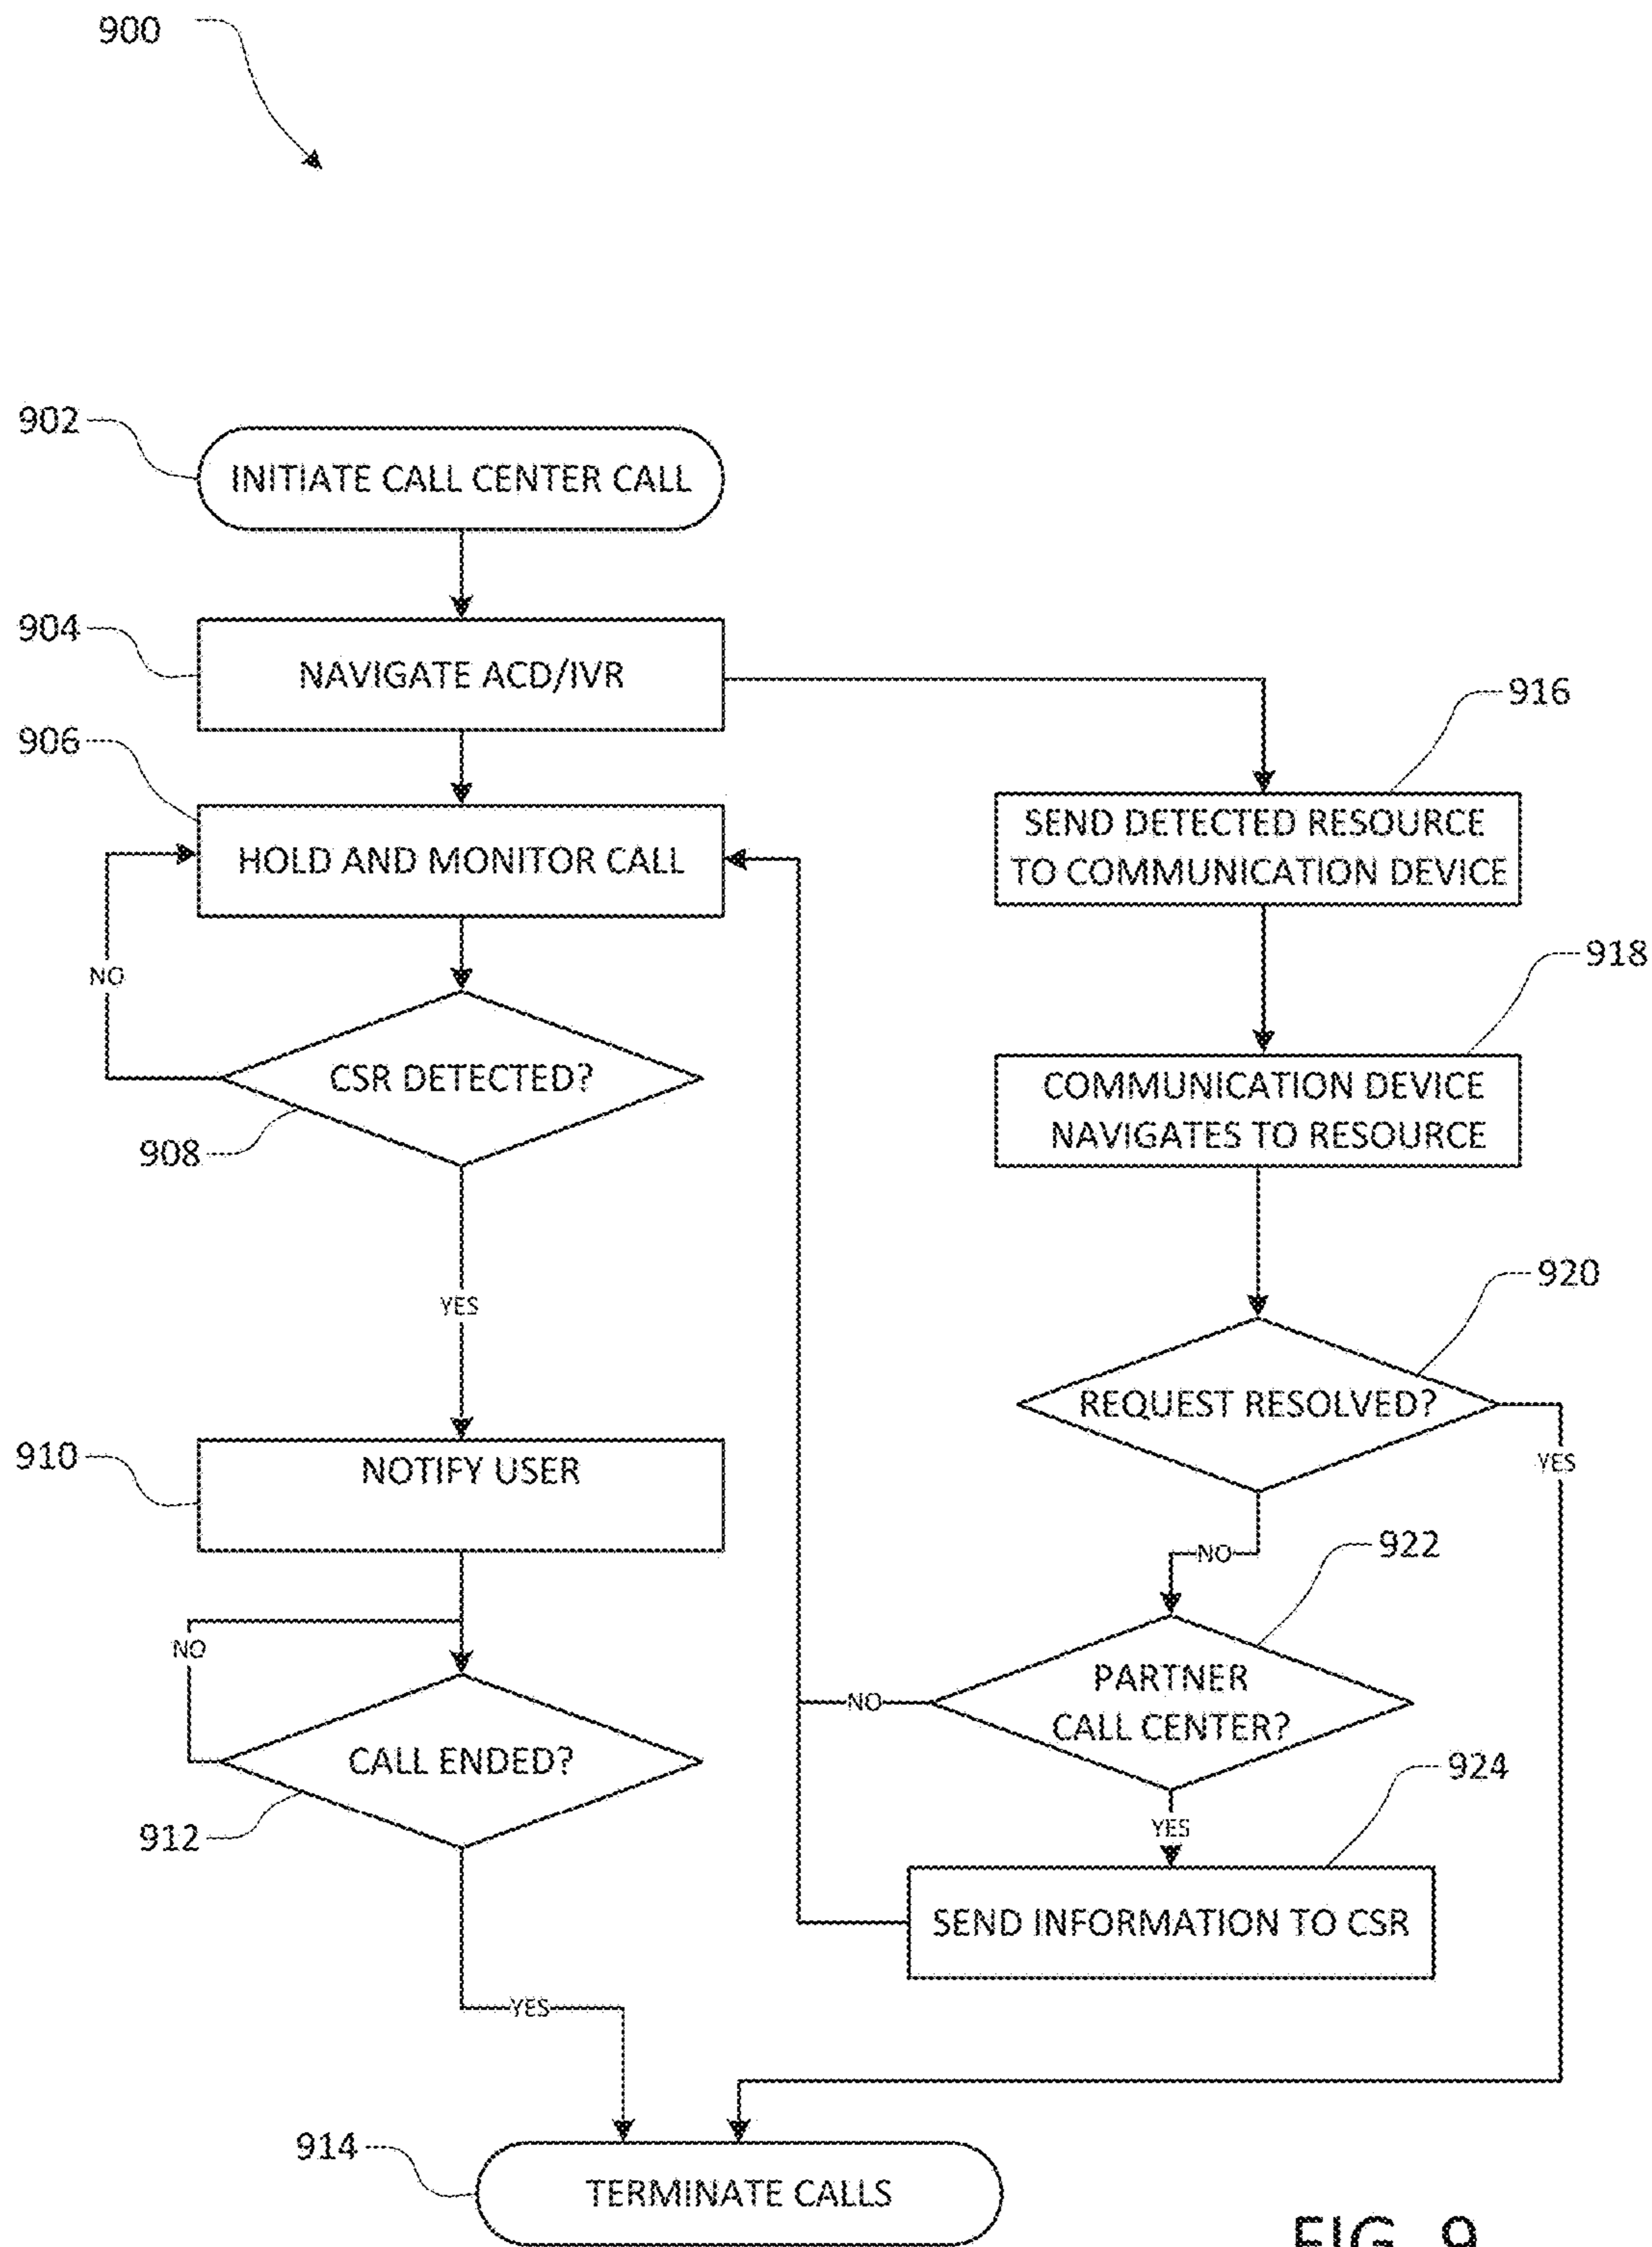 900
902
INITIATE CALL CENTER CALL
904
NAVIGATE ACD/IVR
906
HOLD AND MONITOR CALL
NO
CSR DETECTED?
908
YES
910
NOTIFY USER
NO
CALL ENDED?
912
YES
914
TERMINATE CALLS
916
SEND DETECTED RESOURCE
TO COMMUNICATION DEVICE
918
COMMUNICATION DEVICE
NAVIGATES TO RESOURCE
920
REQUEST RESOLVED?
YES
NO
922
PARTNER
CALL CENTER?
NO
YES
924
SEND INFORMATION TO CSR
FIG. 9